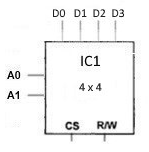 D0 D1 D2 D3
IC1
A0
4 x 4
A1
CS R/W